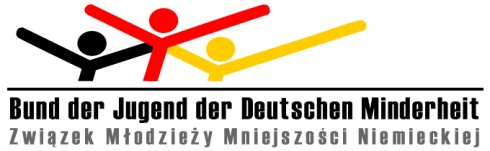 Bund der Jugend der Deutschen Minderheit
Związek Młodzieży Mniejszości Niemieckiej